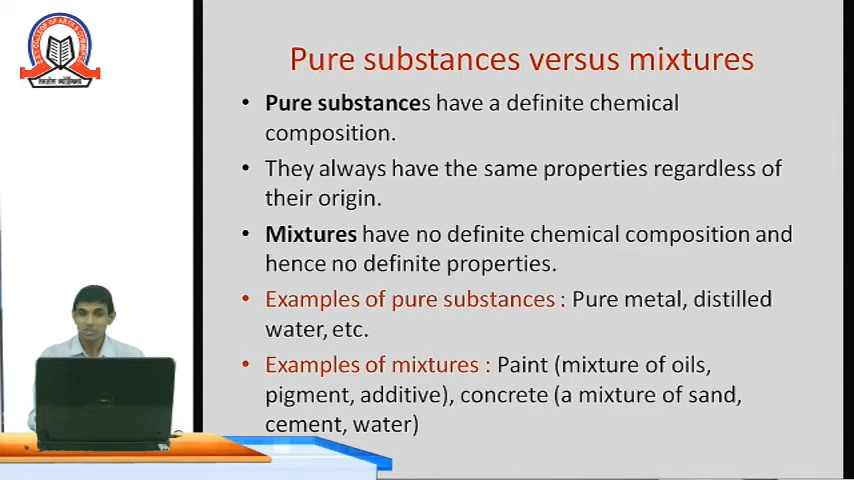 Pure substances versus mixtures
• Pure substances have a definite chemical
composition.
• They always have the same properties regardless of
their origin.
• Mixtures have no definite chemical composition and
hence no definite properties.
• Examples of pure substances : Pure metal, distilled
water, etc.
• Examples of mixtures : Paint (mixture of oils,
pigment, additive), concrete (a mixture of sand,
cement, water)